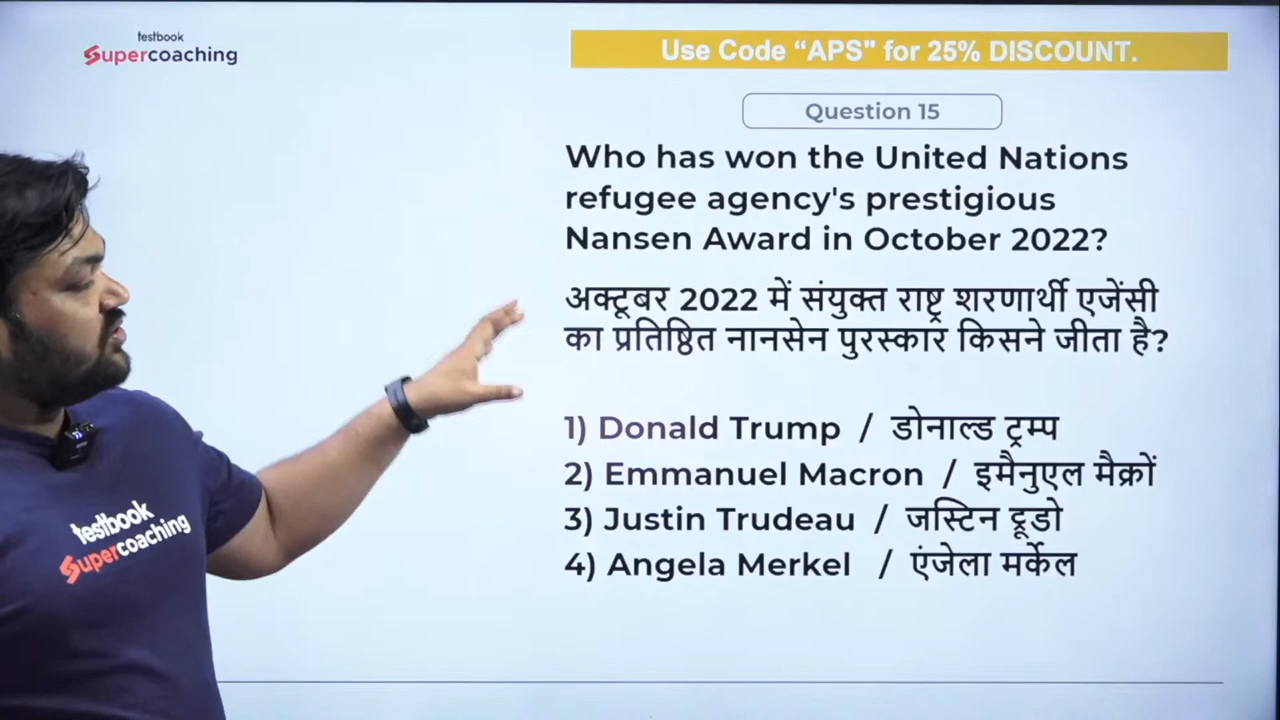 testbook
Supercoaching
Use Code “APS" for 25% DISCOUNT.
Question 15
Who has won the United Nations
refugee agency's prestigious
Nansen Award in October 2022?
अक्टूबर 2022 में संयुक्त राष्ट्र शरणार्थी एजेंसी
का प्रतिष्ठित नानसेन पुरस्कार किसने जीता है?
1) Donald Trump / डोनाल्ड ट्रम्प
2) Emmanuel Macron / इमैनुएल मैक्रों
3) Justin Trudeau / जस्टिन ट्रूडो
4) Angela Merkel / एंजेला मर्केल
testbook
Supercoaching